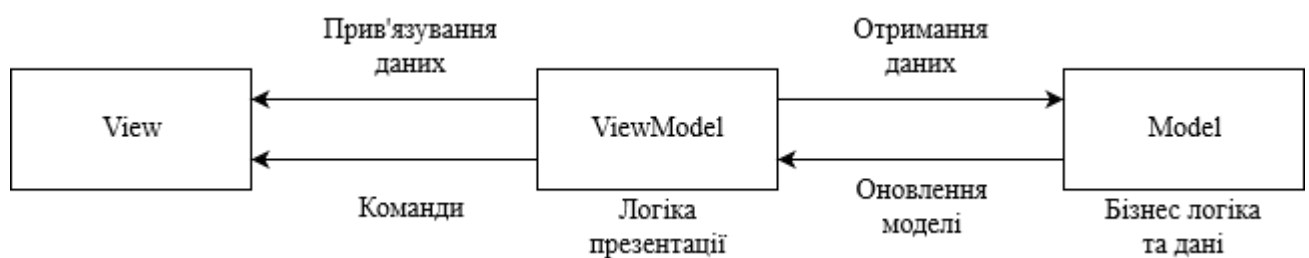 Прив'язування
даних
Отримання
даних
View
ViewModel
Model
Команди
Логіка
презентації
Оновлення
моделі
Бізнес логіка
та дані